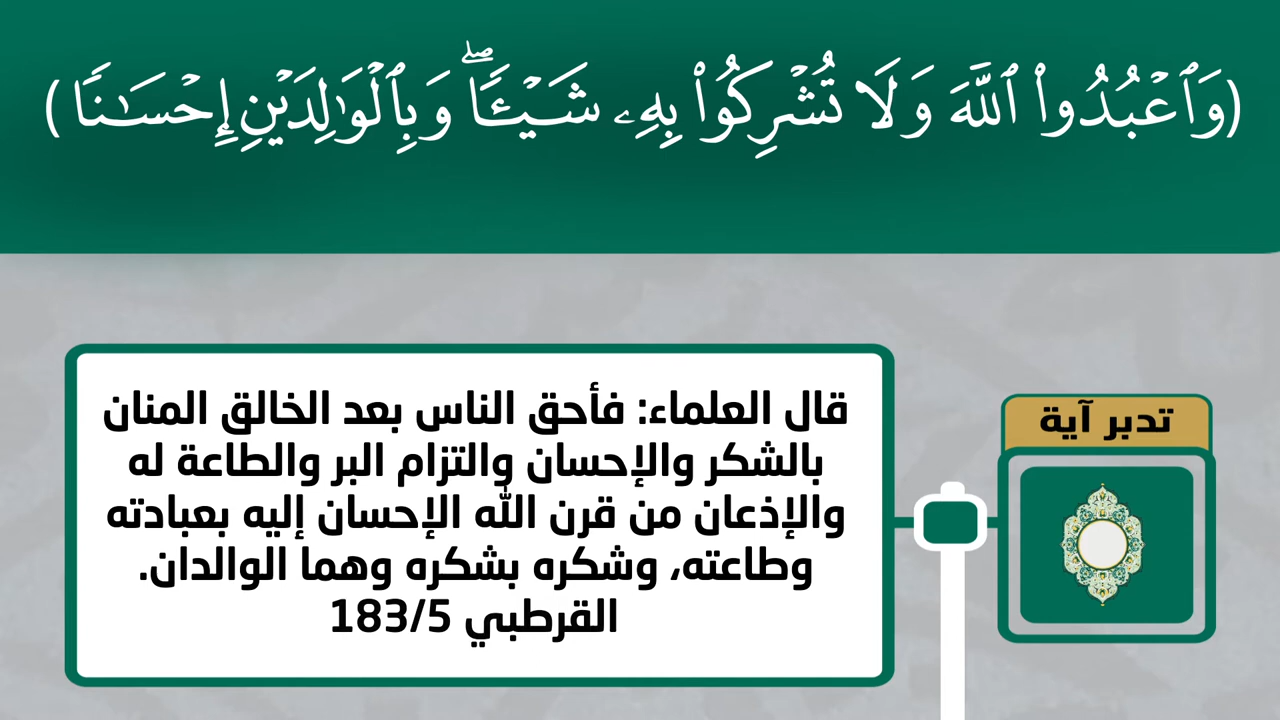 (وَٱعۡبُدُوا۟ ٱللَّهَ وَلَا تُشۡرِكُوا۟ بِهِۦ شَيۡـًٔاۖ وَبِٱلۡوَٰلِدَيۡنِ إِحۡسَـٰنًا)
تدبر آية
قال العلماء: فأحق الناس بعد الخالق المنان
بالشكر والإحسان والتزام البر والطاعة له
والإذعان من قرن الله الإحسان إليه بعبادته
وطاعته، وشكره بشكره وهما الوالدان.
القرطبي 183/5